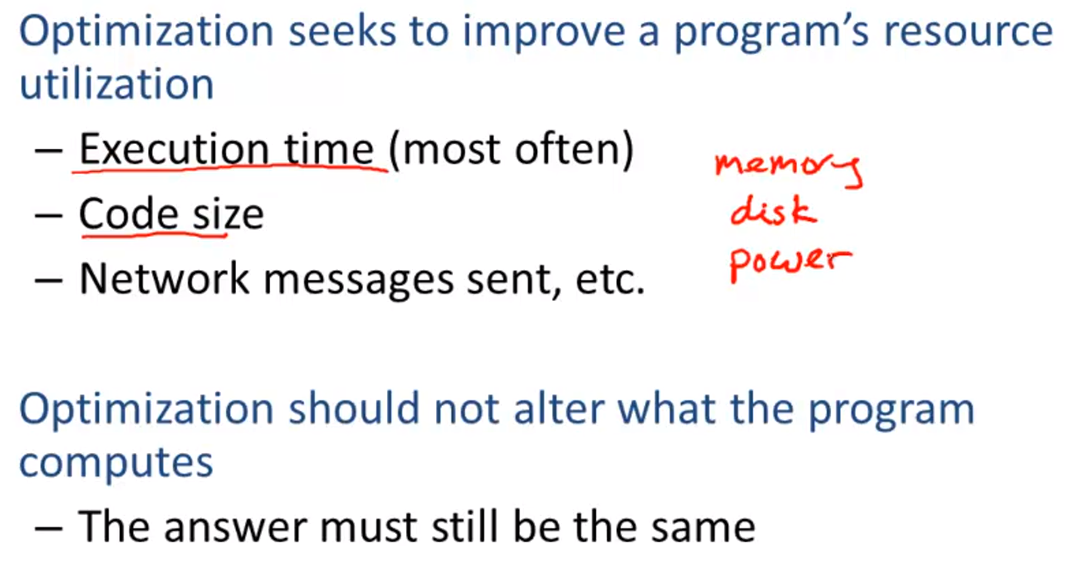 Optimization seeks to improve a program's resource
utilization
– Execution time (most often)
– Code size
– Network messages sent, etc.
memory
disk
power
Optimization should not alter what the program
computes
– The answer must still be the same